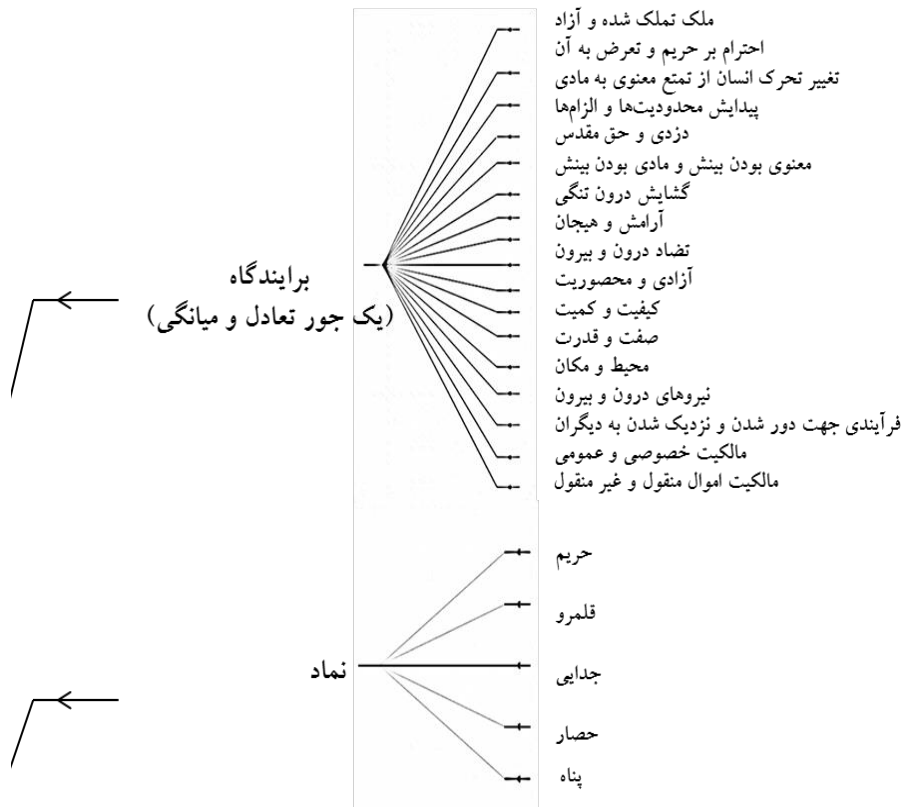 ملک تملک شده و آزاد
احترام بر حریم و تعرض به آن
تغییر تحرک انسان از تمتع معنوی به مادی
پیدایش محدودیت‌ها و الزام‌ها
دزدی و حق مقدس
معنوی بودن بینش و مادی بودن بینش
گشایش درون تنگی
آرامش و هیجان
تضاد درون و بیرون
آزادی و محصوریت
کیفیت و کمیت
صفت و قدرت
محیط و مکان
نیروهای درون و بیرون
فرآیندی جهت دور شدن و نزدیک شدن به دیگران
مالکیت خصوصی و عمومی
مالکیت اموال منقول و غیر منقول
برایندگاه
(یک جور تعادل و میانگی)
حریم
قلمرو
جدایی
حصار
پناه
نماد